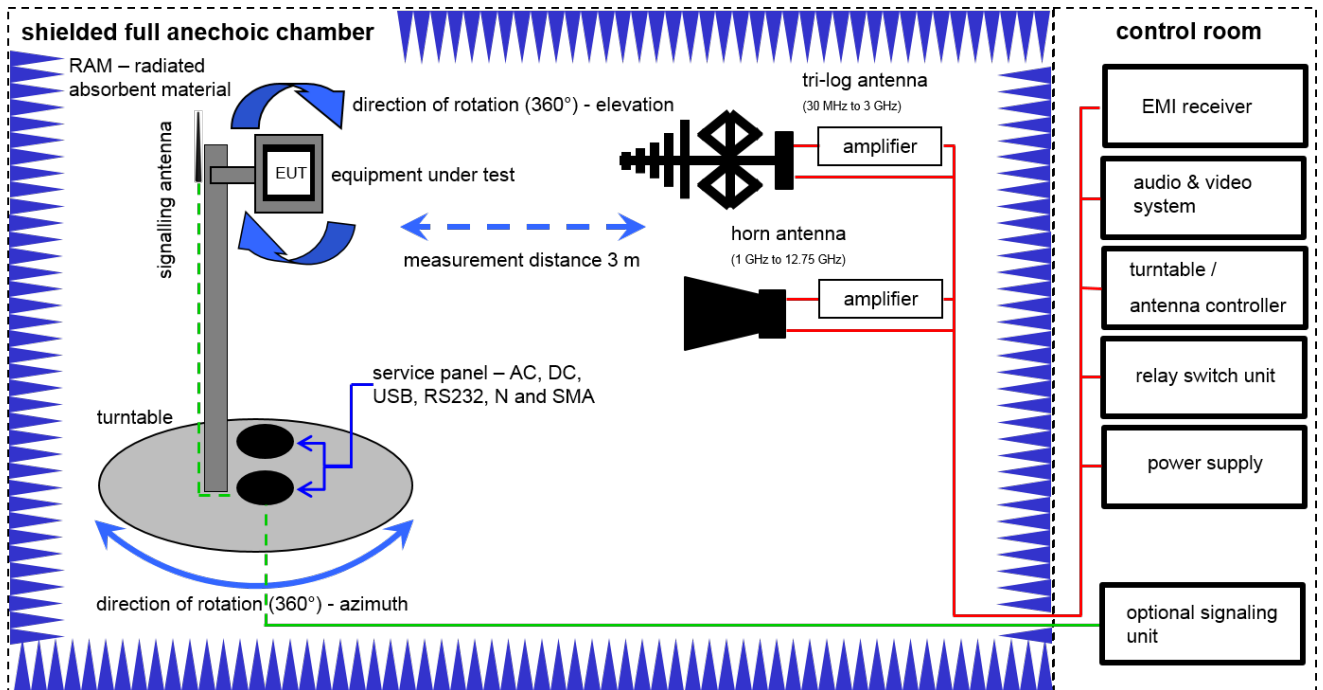 shielded full anechoic chamber
RAM – radiated
absorbent material
signalling antenna
direction of rotation (360°) - elevation
EUT
equipment under test
measurement distance 3 m
tri-log antenna
(30 MHz to 3 GHz)
amplifier
horn antenna
(1 GHz to 12.75 GHz)
amplifier
service panel – AC, DC,
USB, RS232, N and SMA
turntable
direction of rotation (360°) - azimuth
control room
EMI receiver
audio & video
system
turntable /
antenna controller
relay switch unit
power supply
optional signaling
unit